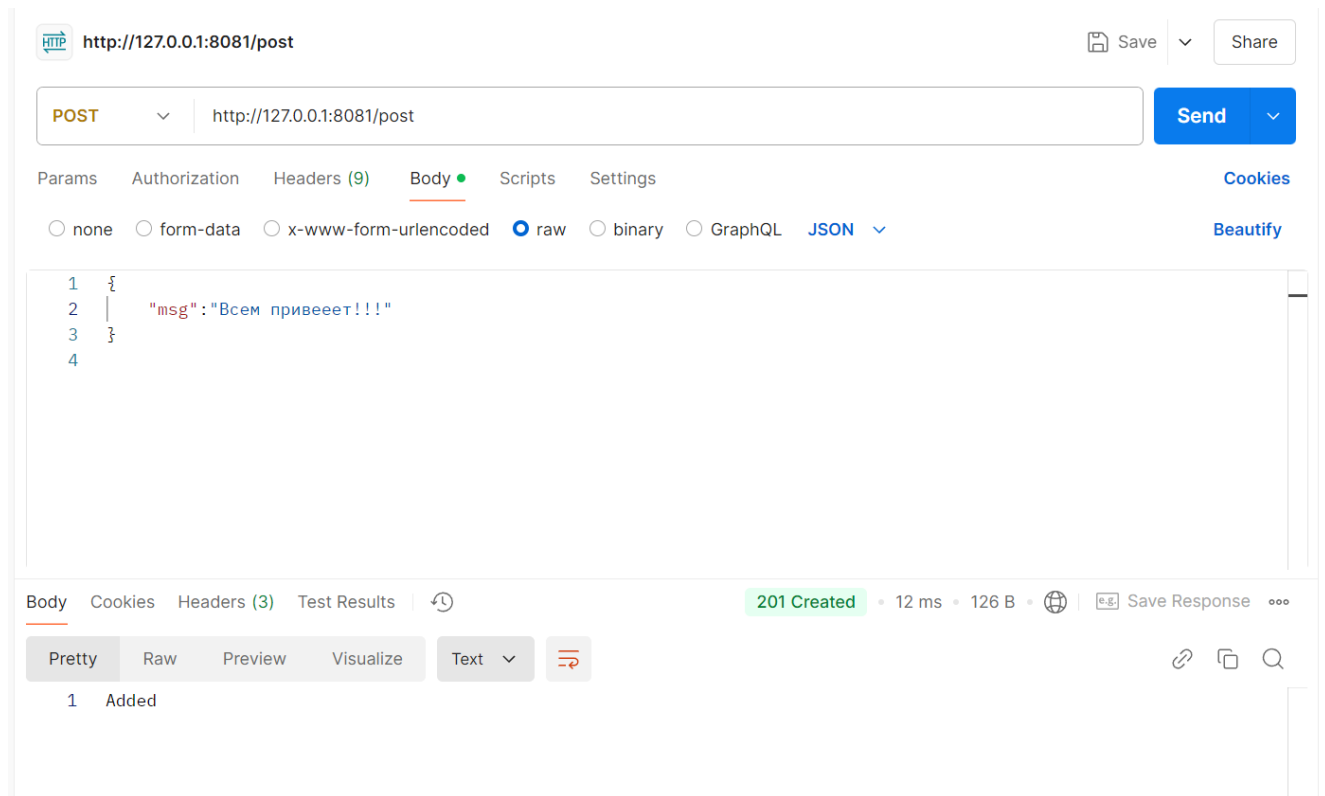 HTTP http://127.0.0.1:8081/post Save Share
POST http://127.0.0.1:8081/post Send
Params Authorization Headers (9) Body Scripts Settings Cookies
none form-data x-www-form-urlencoded raw binary GraphQL JSON Beautify
1 {
2 "msg":"Всем привееет!!!"
3 }
4
Body Cookies Headers (3) Test Results 201 Created 12 ms 126 B e.g. Save Response
Pretty Raw Preview Visualize Text
1 Added